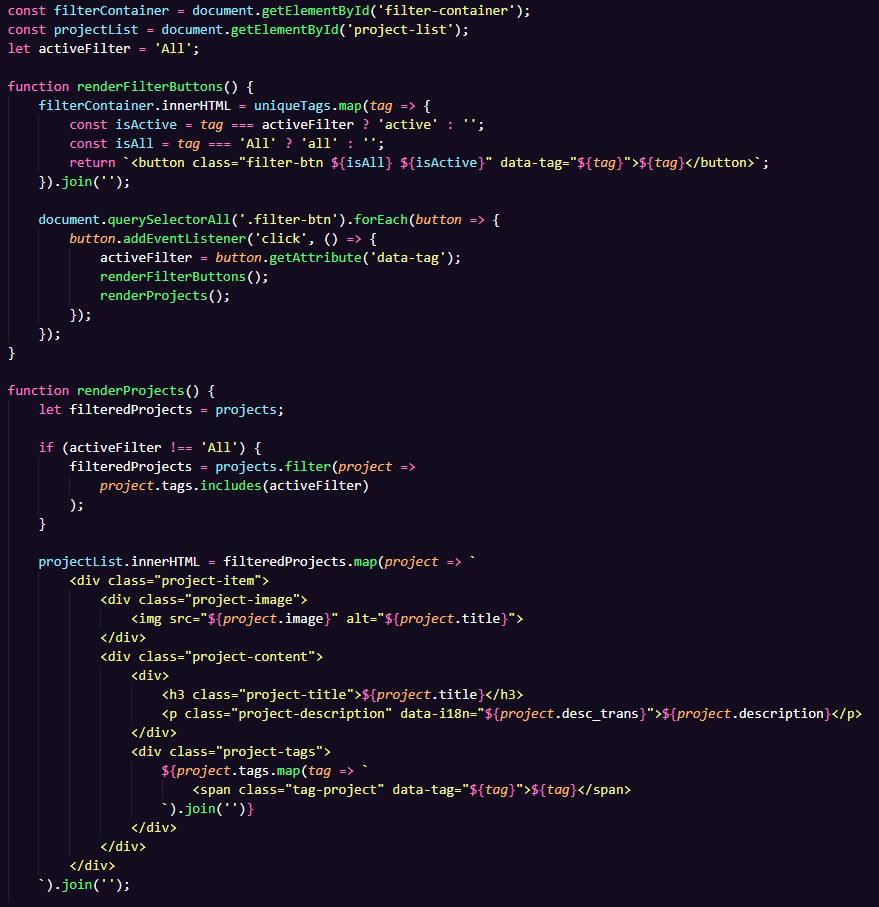 const filterContainer = document.getElementById('filter-container');
const projectList = document.getElementById('project-list');
let activeFilter = 'All';

function renderFilterButtons() {
    filterContainer.innerHTML = uniqueTags.map(tag => {
        const isActive = tag === activeFilter ? 'active' : '';
        const isAll = tag === 'All' ? 'all' : '';
        return `<button class="filter-btn ${isAll} ${isActive}" data-tag="${tag}">${tag}</button>`;
    }).join('');

    document.querySelectorAll('.filter-btn').forEach(button => {
        button.addEventListener('click', () => {
            activeFilter = button.getAttribute('data-tag');
            renderFilterButtons();
            renderProjects();
        });
    });
}

function renderProjects() {
    let filteredProjects = projects;

    if (activeFilter !== 'All') {
        filteredProjects = projects.filter(project =>
            project.tags.includes(activeFilter)
        );
    }

    projectList.innerHTML = filteredProjects.map(project => `
        <div class="project-item">
            <div class="project-image">
                <img src="${project.image}" alt="${project.title}">
            </div>
            <div class="project-content">
                <div>
                    <h3 class="project-title">${project.title}</h3>
                    <p class="project-description" data-i18n="${project.desc_trans}">${project.description}</p>
                </div>
                <div class="project-tags">
                    ${project.tags.map(tag => `
                        <span class="tag-project" data-tag="${tag}">${tag}</span>
                    `).join('')}
                </div>
            </div>
        </div>
    `).join('');